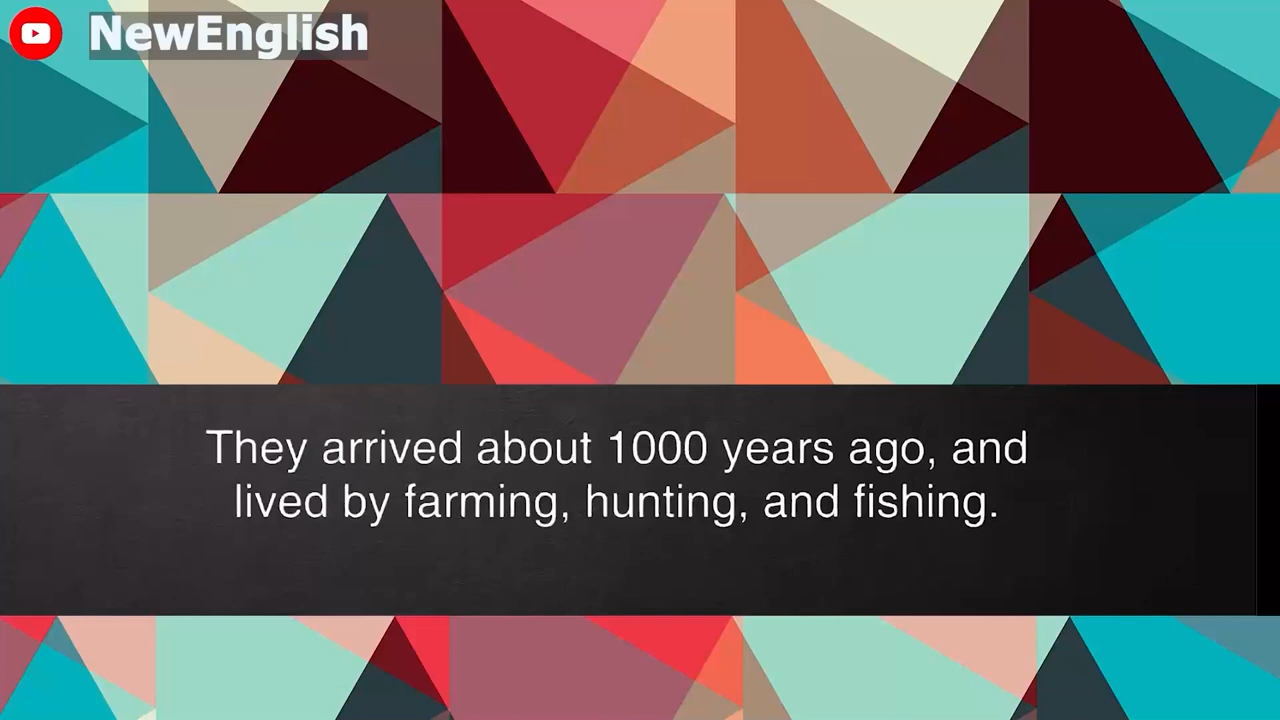 NewEnglish
They arrived about 1000 years ago, and
lived by farming, hunting, and fishing.